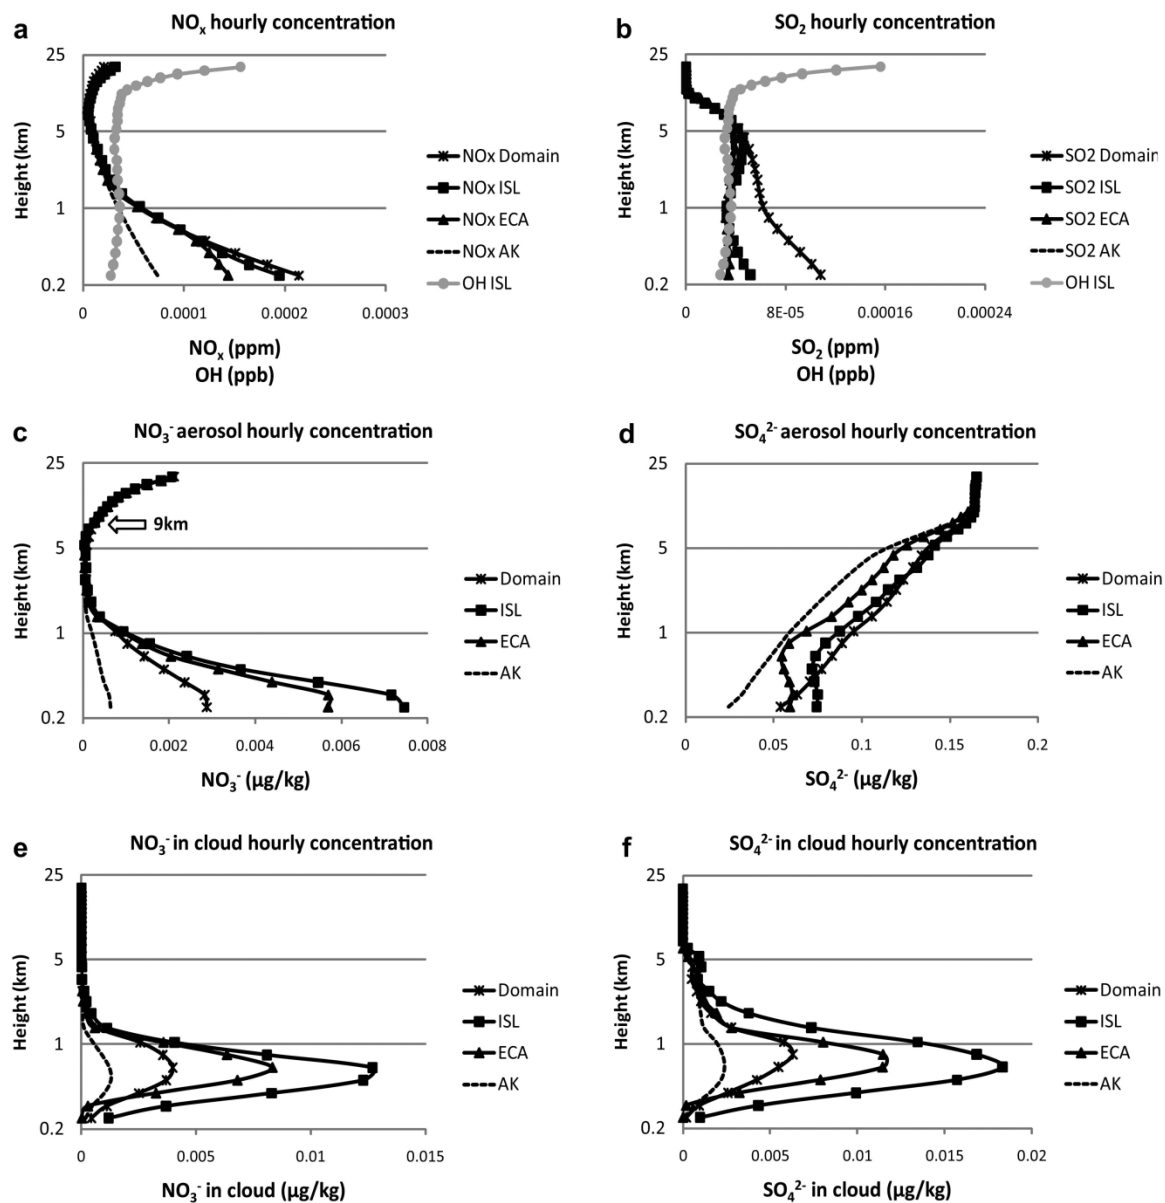 a
NOx hourly concentration
25
5
1
0.2
Height (km)
0
0.0001
0.0002
0.0003
NOx (ppm)
OH (ppb)
NOx Domain
NOx ISL
NOx ECA
NOx AK
OH ISL
b
SO2 hourly concentration
25
5
1
0.2
Height (km)
0
8E-05
0.00016
0.00024
SO2 (ppm)
OH (ppb)
SO2 Domain
SO2 ISL
SO2 ECA
SO2 AK
OH ISL
c
NO3- aerosol hourly concentration
25
5
1
0.2
Height (km)
9km
0
0.002
0.004
0.006
0.008
NO3- (µg/kg)
Domain
ISL
ECA
AK
d
SO42- aerosol hourly concentration
25
5
1
0.2
Height (km)
0
0.05
0.1
0.15
0.2
SO42- (µg/kg)
Domain
ISL
ECA
AK
e
NO3- in cloud hourly concentration
25
5
1
0.2
Height (km)
0
0.005
0.01
0.015
NO3- in cloud (µg/kg)
Domain
ISL
ECA
AK
f
SO42- in cloud hourly concentration
25
5
1
0.2
Height (km)
0
0.005
0.01
0.015
0.02
SO42- in cloud (µg/kg)
Domain
ISL
ECA
AK